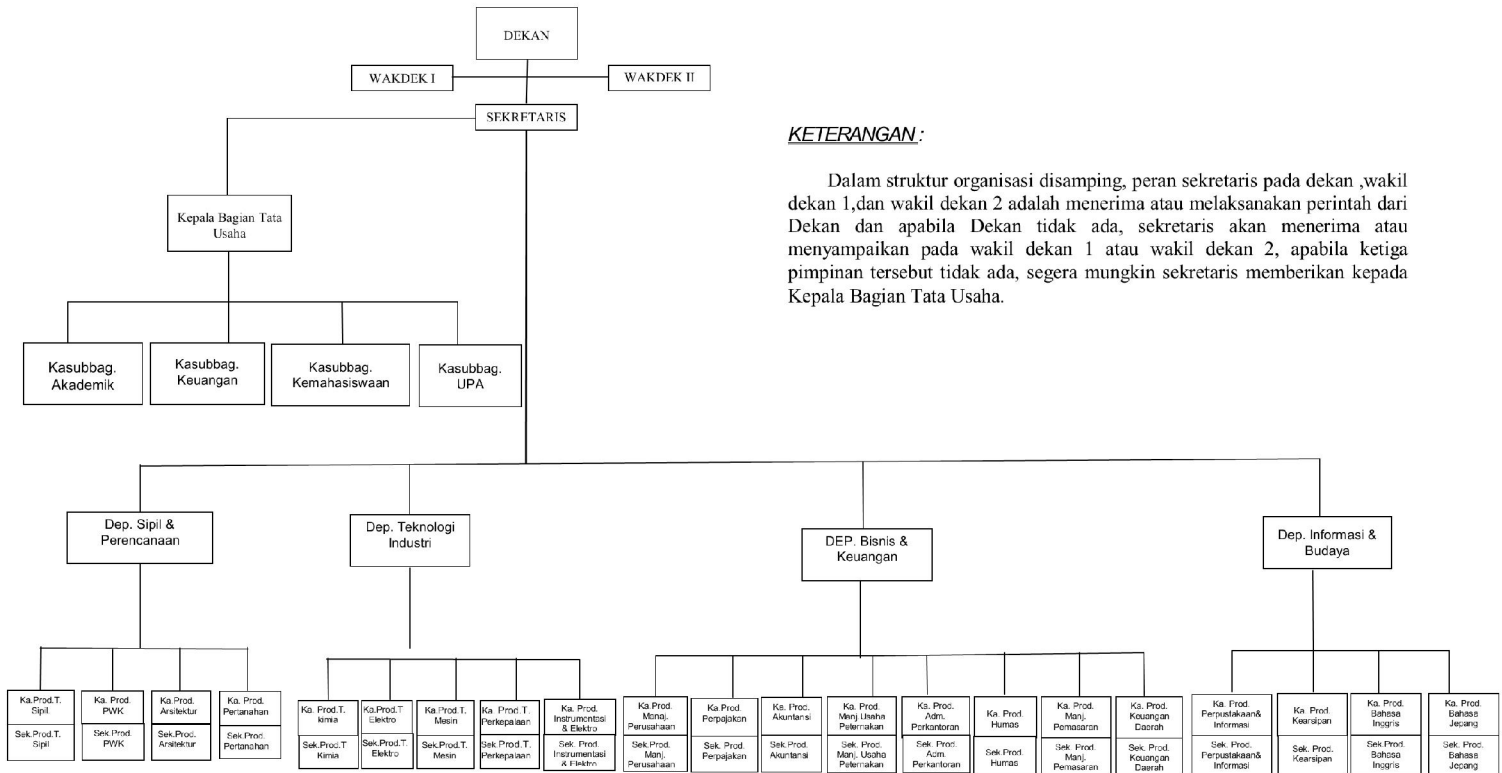 DEKAN
WAKDEK I
WAKDEK II
SEKRETARIS
KETERANGAN :
Dalam struktur organisasi disamping, peran sekretaris pada dekan ,wakil
dekan 1,dan wakil dekan 2 adalah menerima atau melaksanakan perintah dari
Dekan dan apabila Dekan tidak ada, sekretaris akan menerima atau
menyampaikan pada wakil dekan 1 atau wakil dekan 2, apabila ketiga
pimpinan tersebut tidak ada, segera mungkin sekretaris memberikan kepada
Kepala Bagian Tata Usaha.
Kepala Bagian Tata
Usaha
Kasubbag.
Akademik
Kasubbag.
Keuangan
Kasubbag.
Kemahasiswaan
Kasubbag.
UPA
Dep. Sipil &
Perencanaan
Dep. Teknologi
Industri
DEP. Bisnis &
Keuangan
Dep. Informasi &
Budaya
Ka.Prod.T.
Sipil.
Sek.Prod.T.
Sipil
Ka. Prod.
PWK
Sek.Prod.
PWK
Ka.Prod.
Arsitektur
Sek.Prod.
Arsitektur
Ka. Prod.
Pertanahan
Sek.Prod.
Pertanahan
Ka. Prod.T.
kimia
Sek.Prod.T
Kimia
Ka.Prod.T
Elektro
Sek.Prod.T.
Elektro
Ka.Prod.T.
Mesin
Sek.Prod.T.
Mesin
Ka.Prod.T.
Perkepalaan
Sek.Prod.T.
Perkepalaan
Ka. Prod.
Instrumentasi
& Elektro
Sek. Prod.
Instrumentasi
& Elektro
Ka.Prod.
Manaj.
Perusahaan
Sek.Prod.
Manj.
Perusahaan
Ka.Prod.
Perpajakan
Sek. Prod.
Perpajakan
Ka.Prod.
Akuntansi
Sek. Prod.
Akuntansi
Ka. Prod.
Manj Usaha
Peternakan
Sek. Prod.
Manj. Usaha
Peternakan
Ka. Prod.
Adm.
Perkantoran
Sek. Prod.
Adm.
Perkantoran
Ka. Prod.
Humas
Sek.Prod.
Humas
Ka. Prod.
Manj.
Pemasaran
Sek. Prod.
Manj.
Pemasaran
Ka. Prod.
Keuangan
Daerah
Sek. Prod.
Keuangan
Daerah
Ka. Prod.
Perpustakaan&
Informasi
Sek. Prod.
Perpustakaan&
Informasi
Ka. Prod.
Kearsipan
Sek. Prod.
Kearsipan
Ka. Prod.
Bahasa
Inggris
Sek. Prod.
Bahasa
Inggris
Ka. Prod.
Bahasa
Jepang
Sek. Prod.
Bahasa
Jepang